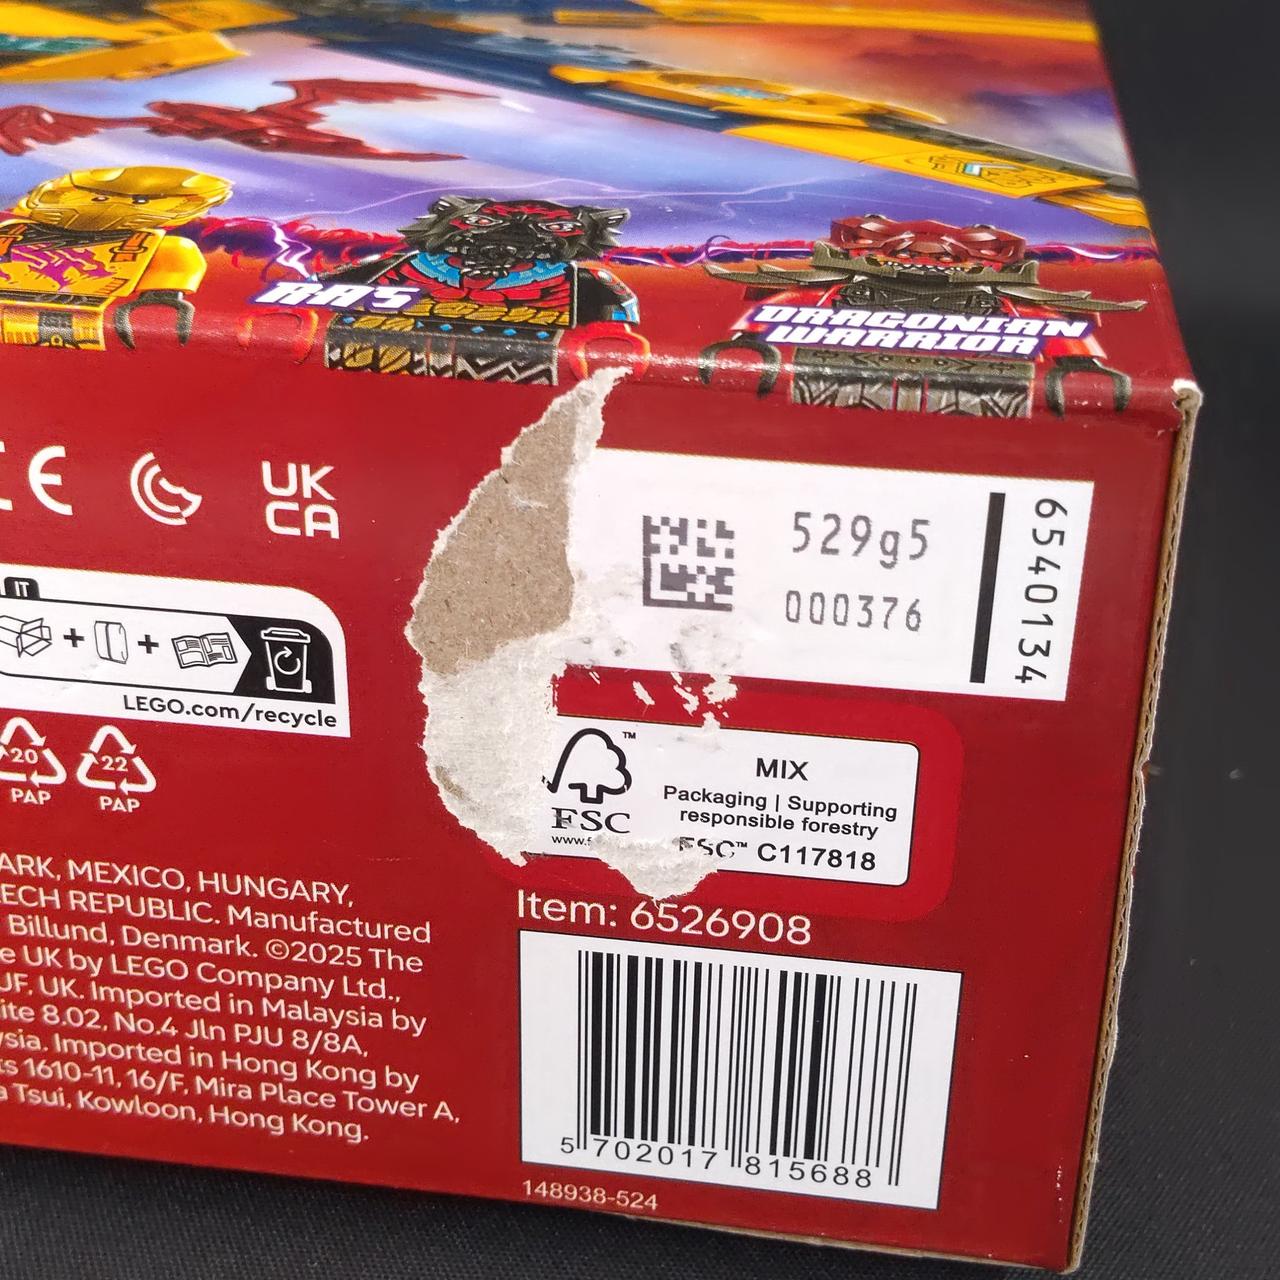 RAS
DRAGONIAN
WARRIOR
CE
UK
CA
529g5
000376
6540134
IT
LEGO.com/recycle
20
PAP
22
PAP
™
FSC
www.f
MIX
Packaging | Supporting
responsible forestry
FSC™ C117818
ARK, MEXICO, HUNGARY,
ECH REPUBLIC. Manufactured
Billund, Denmark. ©2025 The
e UK by LEGO Company Ltd.,
UF, UK. Imported in Malaysia by
ite 8.02, No.4 Jln PJU 8/8A,
ysia. Imported in Hong Kong by
ts 1610-11, 16/F, Mira Place Tower A,
a Tsui, Kowloon, Hong Kong.
Item: 6526908
5 702017 815688
148938-524